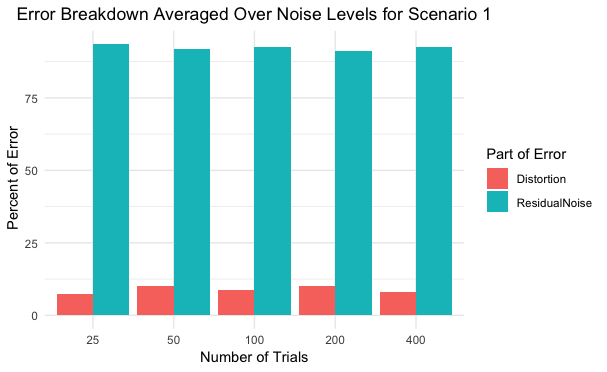 Error Breakdown Averaged Over Noise Levels for Scenario 1
Percent of Error
75
50
25
0
25
50
100
200
400
Number of Trials
Part of Error
Distortion
ResidualNoise